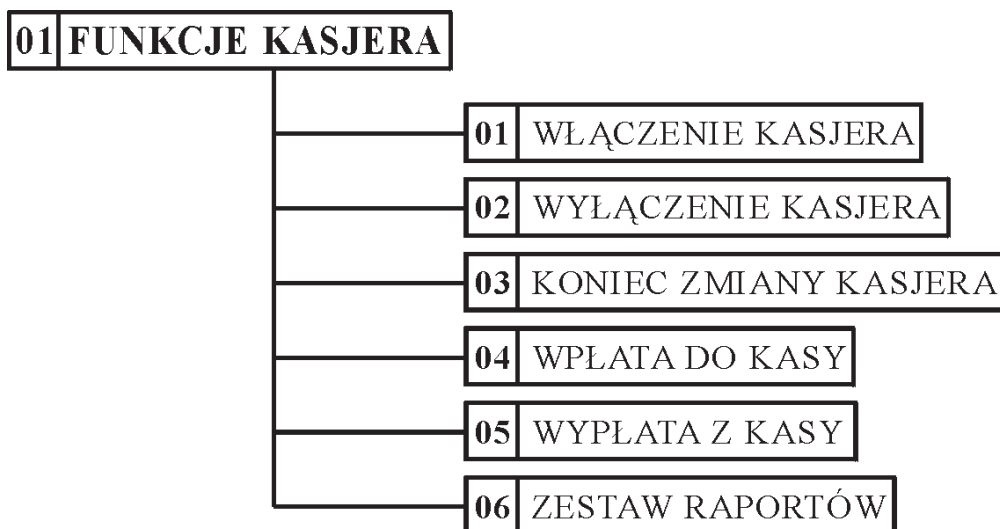 01 FUNKCJE KASJERA
01 WŁĄCZENIE KASJERA
02 WYŁĄCZENIE KASJERA
03 KONIEC ZMIANY KASJERA
04 WPŁATA DO KASY
05 WYPŁATA Z KASY
06 ZESTAW RAPORTÓW